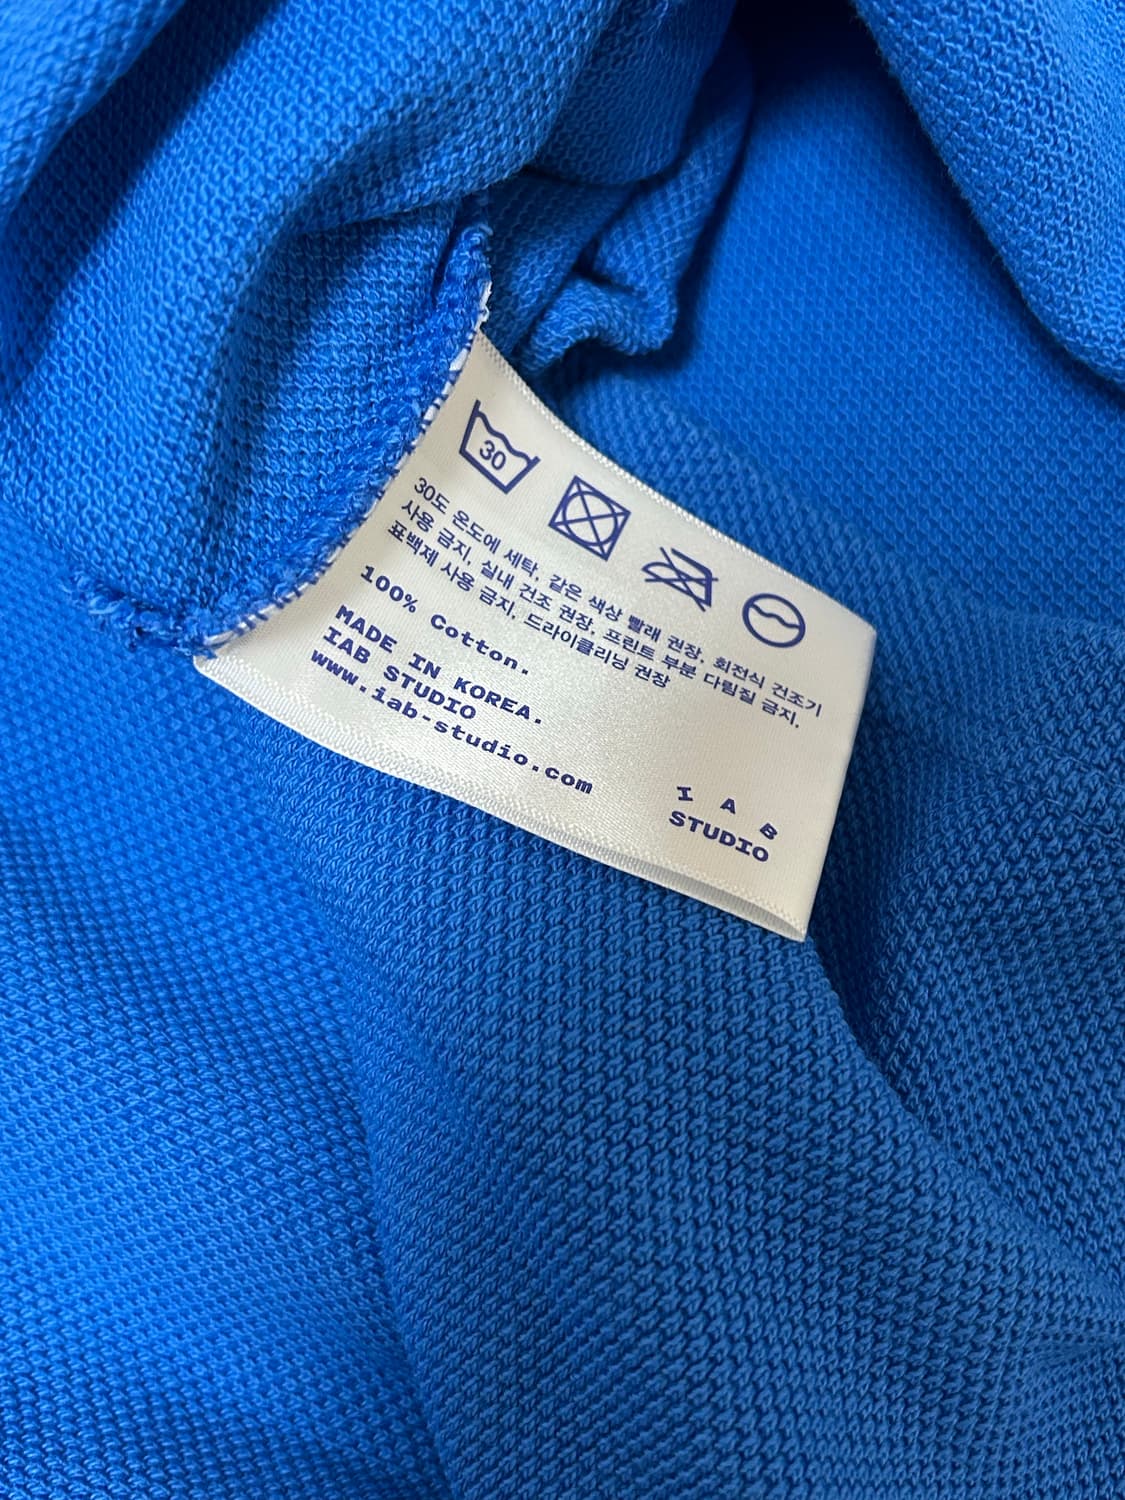 30
30도 온도에 세탁, 같은 색상 빨래 권장, 회전식 건조기
사용 금지, 실내 건조 권장, 프린트 부분 다림질 금지.
표백제 사용 금지, 드라이클리닝 권장
100% Cotton.
MADE IN KOREA.
IAB STUDIO
www.iab-studio.com
I A B
STUDIO